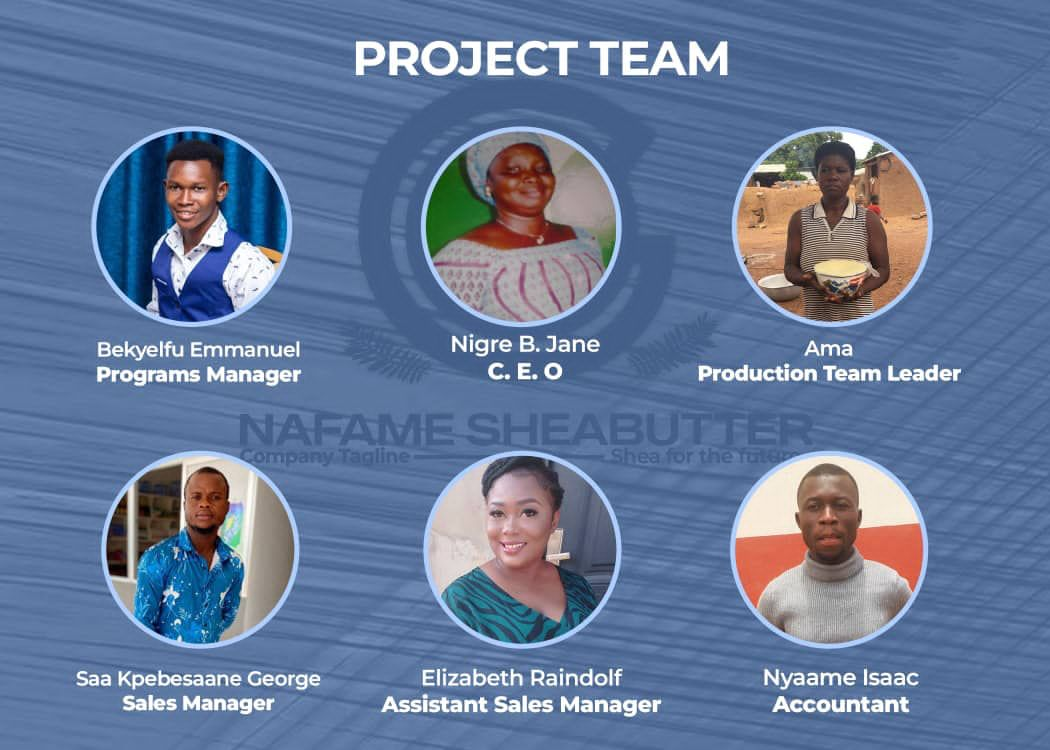 PROJECT TEAM
Bekyelfu Emmanuel
Programs Manager
Nigre B. Jane
C. E. O
Ama
Production Team Leader
NAFAME SHEABUTTER
Company Tagline
Shea for the future
Saa Kpebesaane George
Sales Manager
Elizabeth Raindolf
Assistant Sales Manager
Nyaame Isaac
Accountant